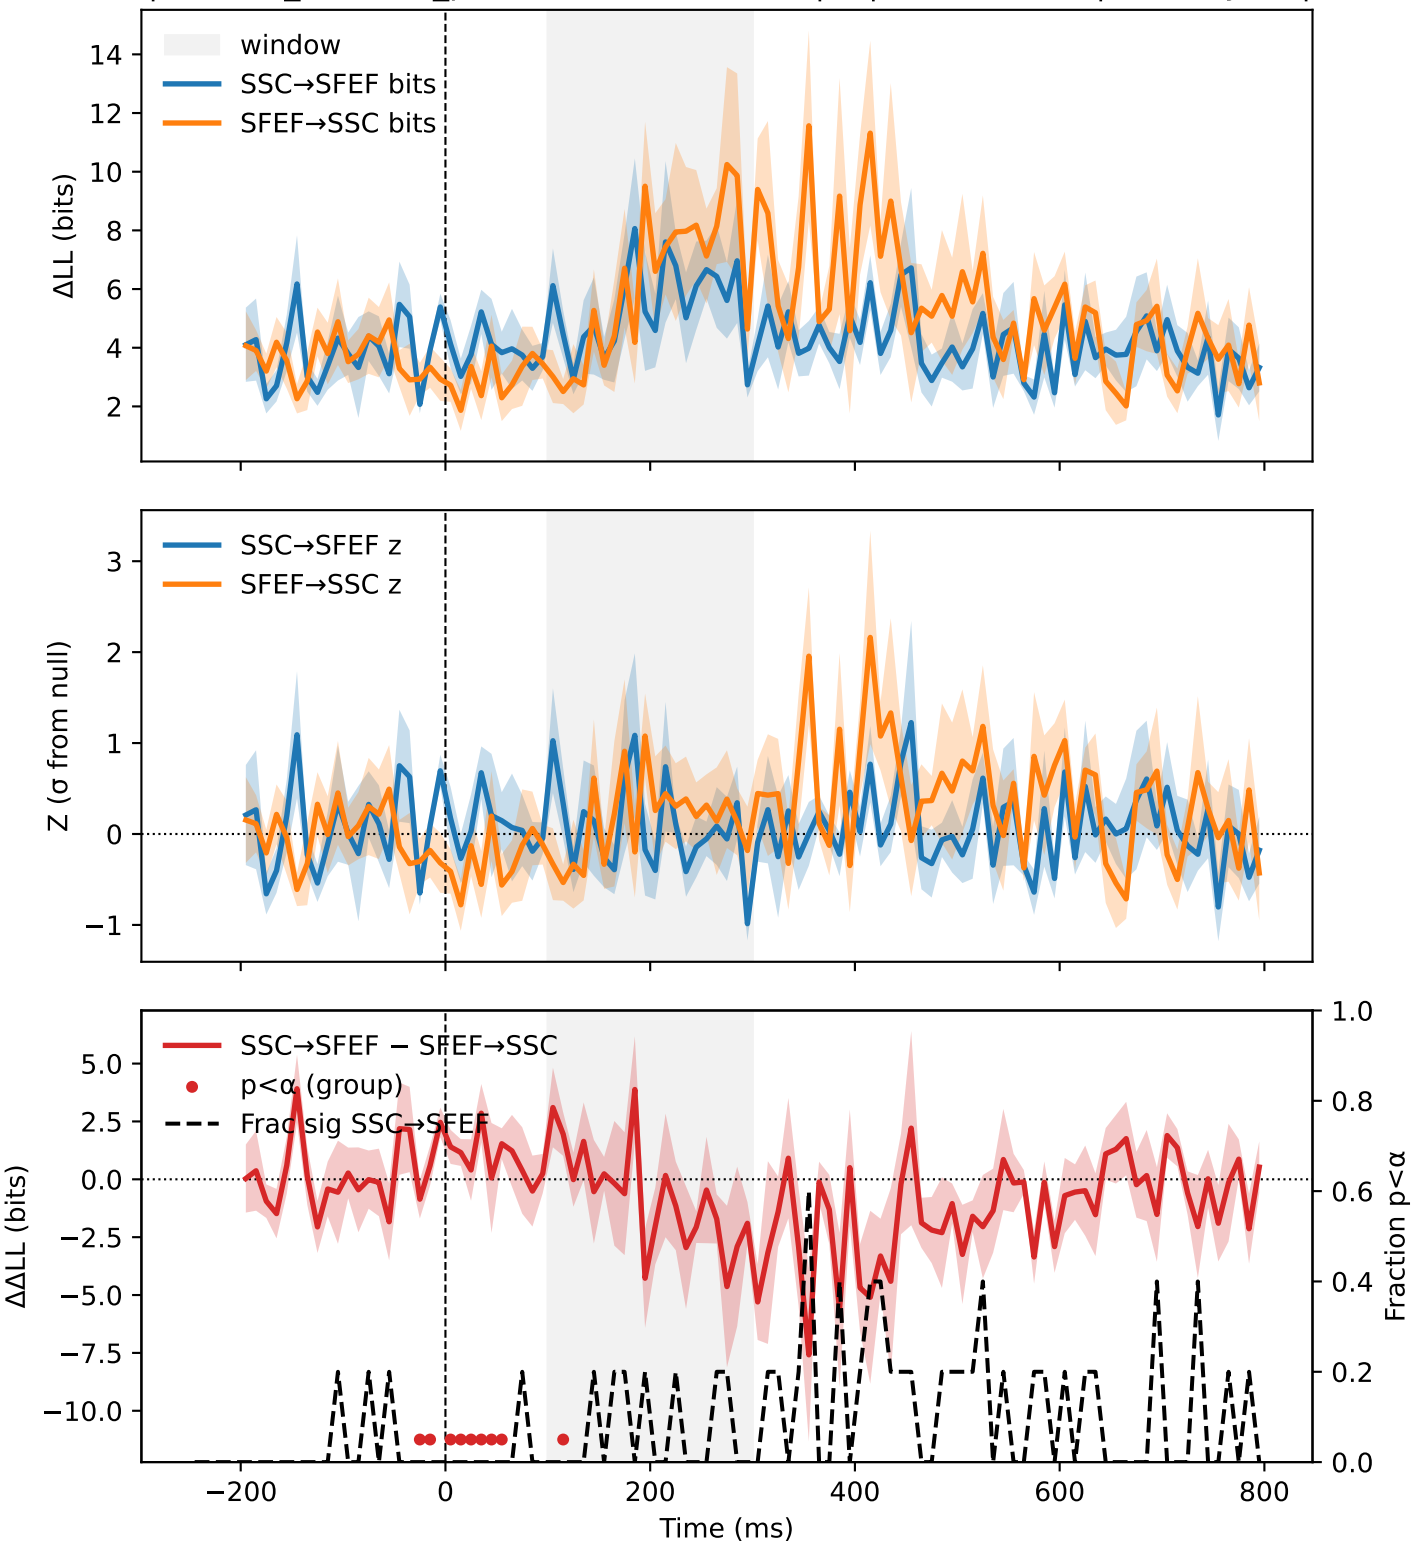 window
SSC→SFEF bits
SFEF→SSC bits
14
12
10
8
6
4
2
ΔLL (bits)
SSC→SFEF z
SFEF→SSC z
3
2
1
0
−1
Z (σ from null)
SSC→SFEF − SFEF→SSC
p<α (group)
Frac sig SSC→SFEF
5.0
2.5
0.0
−2.5
−5.0
−7.5
−10.0
ΔΔLL (bits)
1.0
0.8
0.6
0.4
0.2
0.0
Fraction p<α
−200 0 200 400 600 800
Time (ms)